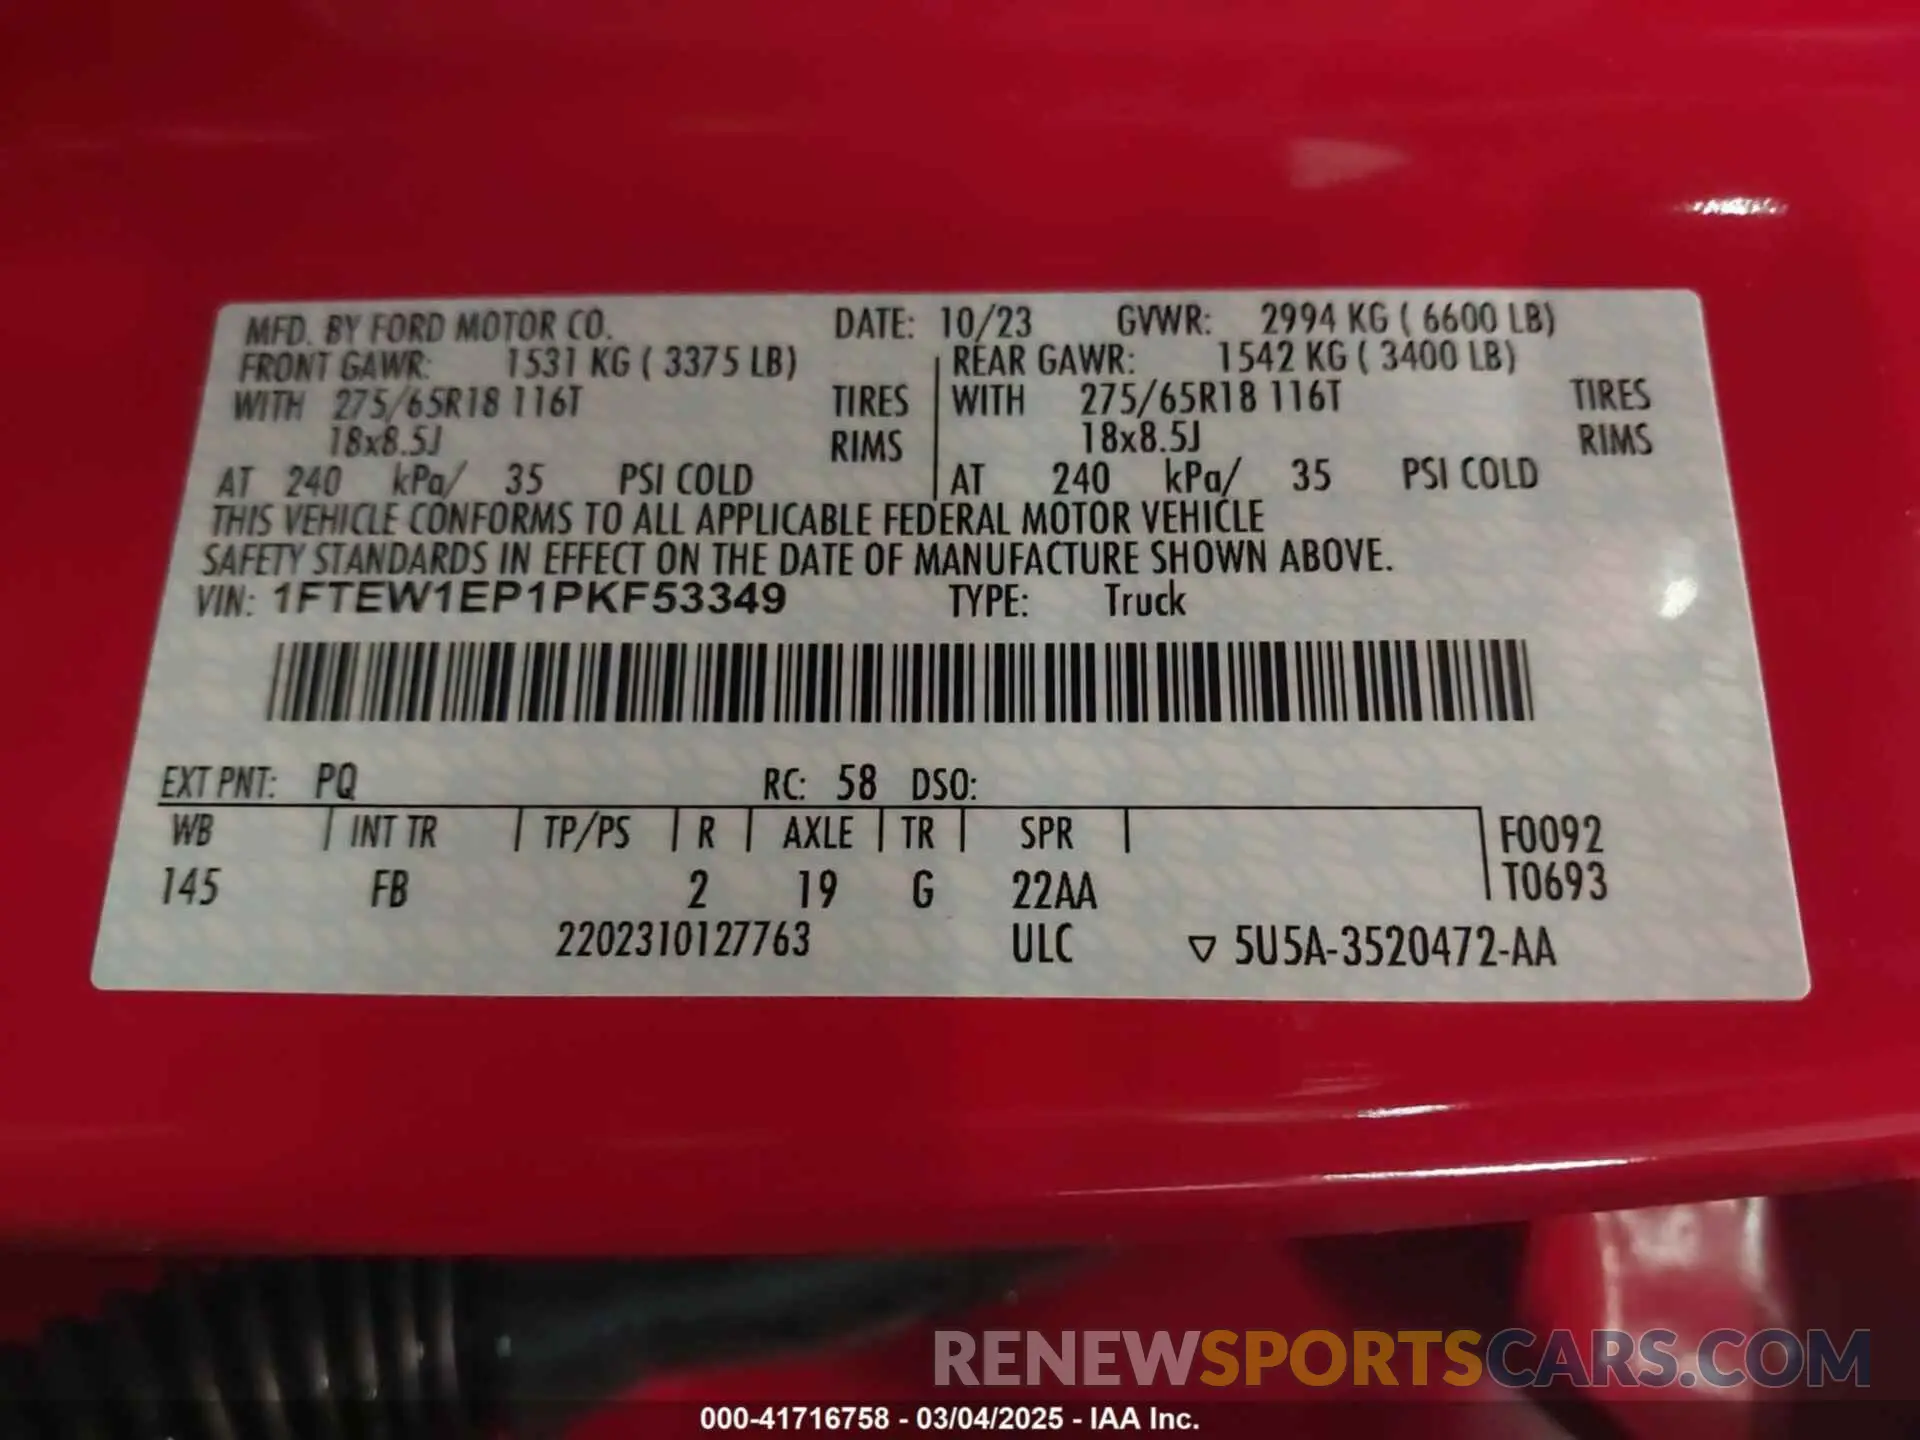 MFD. BY FORD MOTOR CO. DATE: 10/23 GVWR: 2994 KG ( 6600 LB)
FRONT GAWR: 1531 KG ( 3375 LB) REAR GAWR: 1542 KG ( 3400 LB)
WITH 275/65R18 116T TIRES WITH 275/65R18 116T TIRES
18x8.5J RIMS 18x8.5J RIMS
AT 240 kPa/ 35 PSI COLD AT 240 kPa/ 35 PSI COLD
THIS VEHICLE CONFORMS TO ALL APPLICABLE FEDERAL MOTOR VEHICLE
SAFETY STANDARDS IN EFFECT ON THE DATE OF MANUFACTURE SHOWN ABOVE.
VIN: 1FTEW1EP1PKF53349 TYPE: Truck
EXT PNT: PQ RC: 58 DSO:
WB INT TR TP/PS R AXLE TR SPR F0092
145 FB 2 19 G 22AA T0693
2202310127763 ULC ▽ 5U5A-3520472-AA
RENEWSPORTSCARS.COM
000-41716758 - 03/04/2025 - IAA Inc.